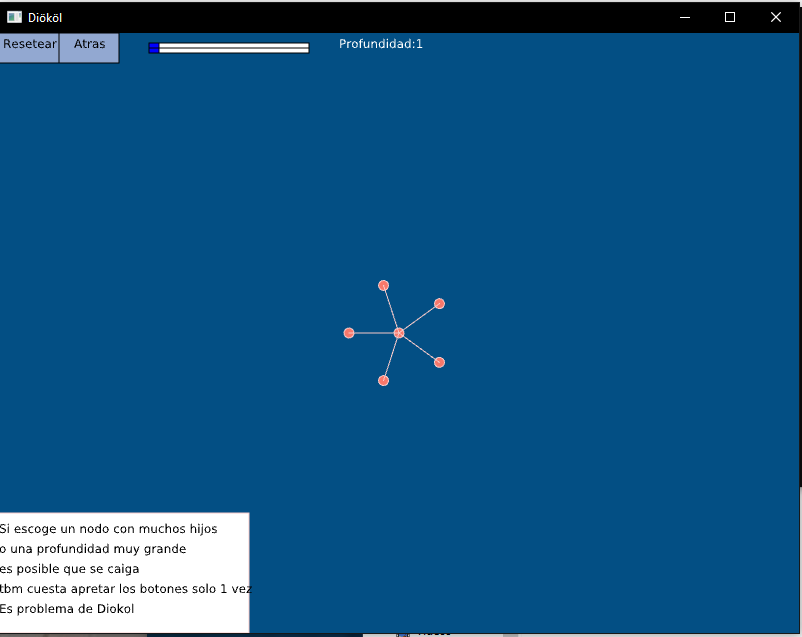 Diököl
Resetear Atras Profundidad:1
Si escoge un nodo con muchos hijos
o una profundidad muy grande
es posible que se caiga
tbm cuesta apretar los botones solo 1 vez
Es problema de Diokol